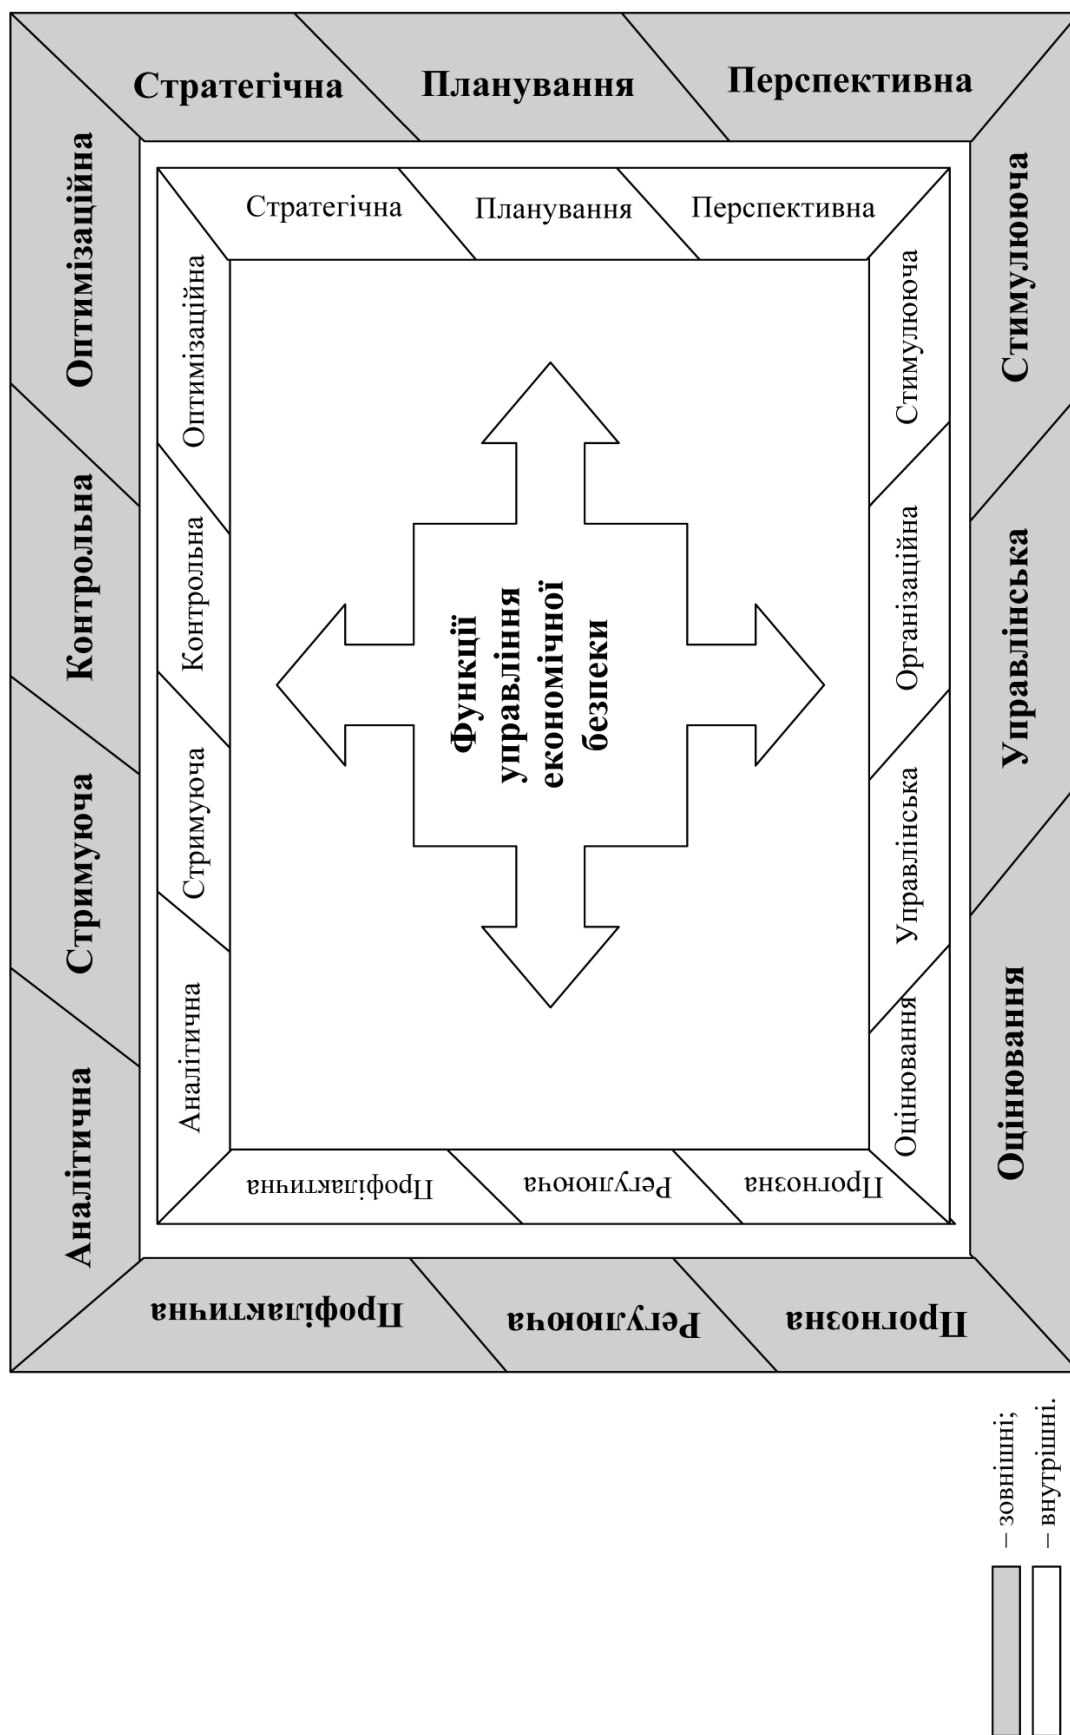 Аналітична
Стримуюча
Контрольна
Оптимізаційна
Стратегічна
Планування
Перспективна
Стимулююча
Управлінська
Оцінювання
Прогнозна
Регулююча
Профілактична
Аналітична
Стримуюча
Контрольна
Оптимізаційна
Стратегічна
Планування
Перспективна
Стимулююча
Організаційна
Управлінська
Оцінювання
Прогнозна
Регулююча
Профілактична
Функції
управління
економічної
безпеки
– зовнішні;
– внутрішні.